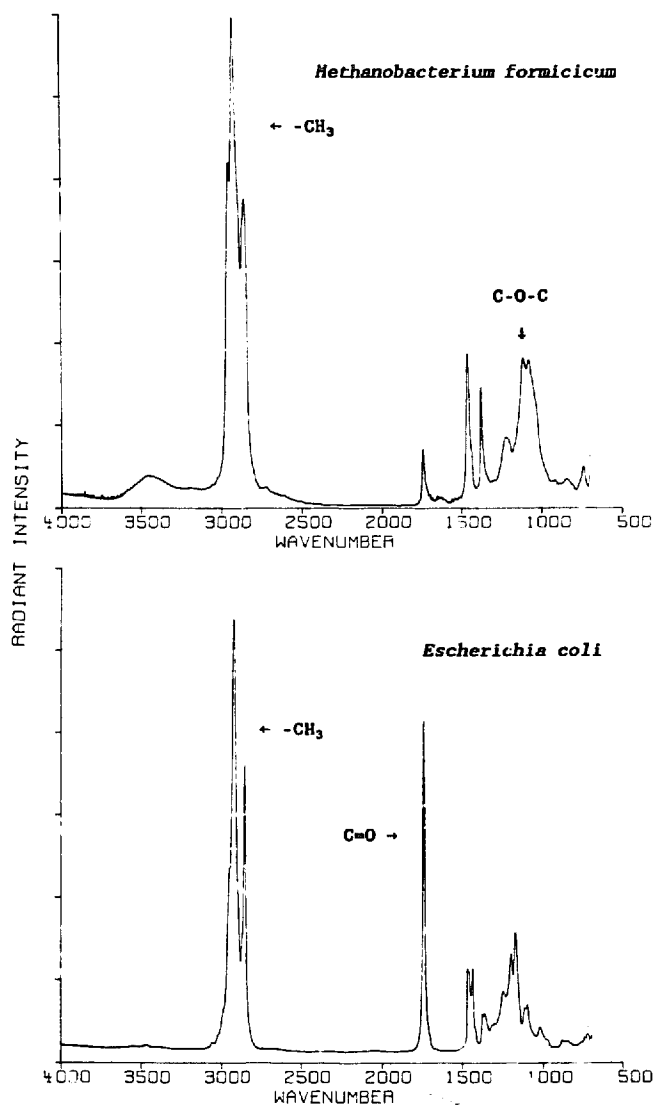 Methanobacterium formicicum
← -CH₃
C-O-C
↓
4000 3500 3000 2500 2000 1500 1000 500
WAVENUMBER
RADIANT INTENSITY
Escherichia coli
← -CH₃
C=O →
4000 3500 3000 2500 2000 1500 1000 500
WAVENUMBER